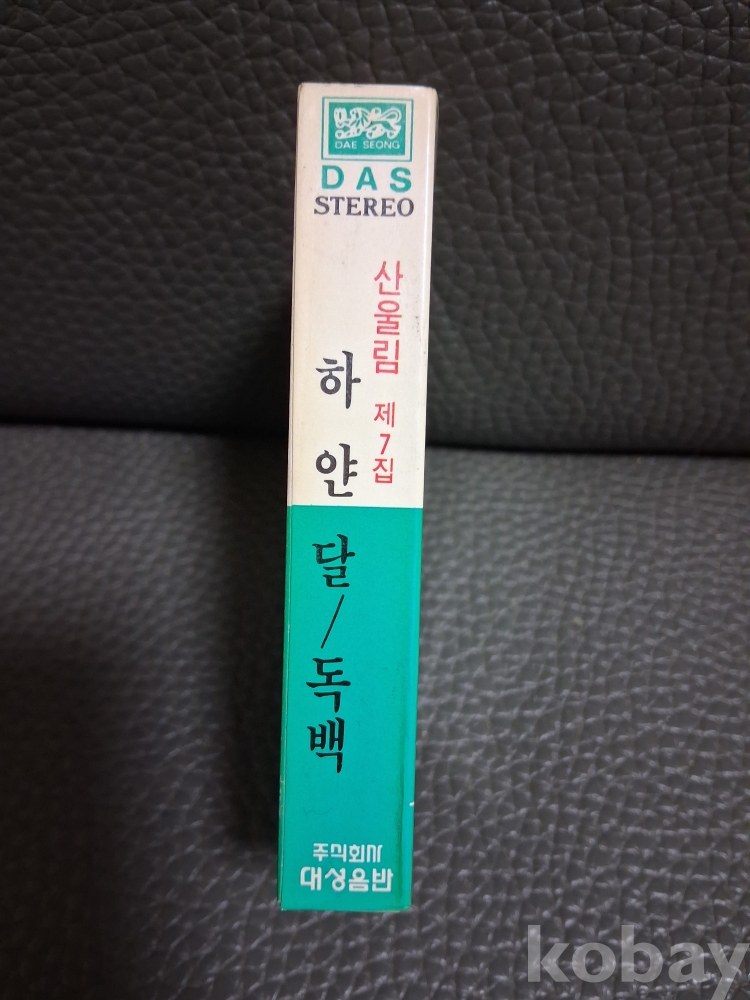 DAE SEONG
DAS
STEREO
산울림 제7집
하얀 달/독백
주식회사
대성음반
kobay